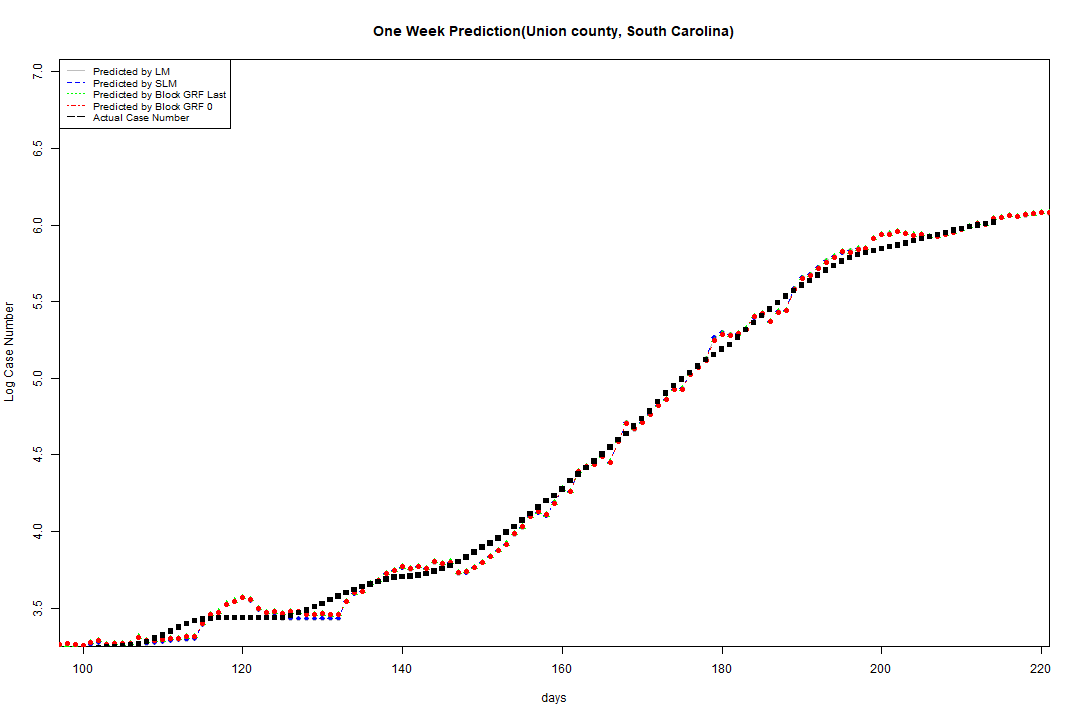 One Week Prediction(Union county, South Carolina)
Predicted by LM
Predicted by SLM
Predicted by Block GRF Last
Predicted by Block GRF 0
Actual Case Number
7.0
6.5
6.0
5.5
5.0
4.5
4.0
3.5
Log Case Number
100 120 140 160 180 200 220
days